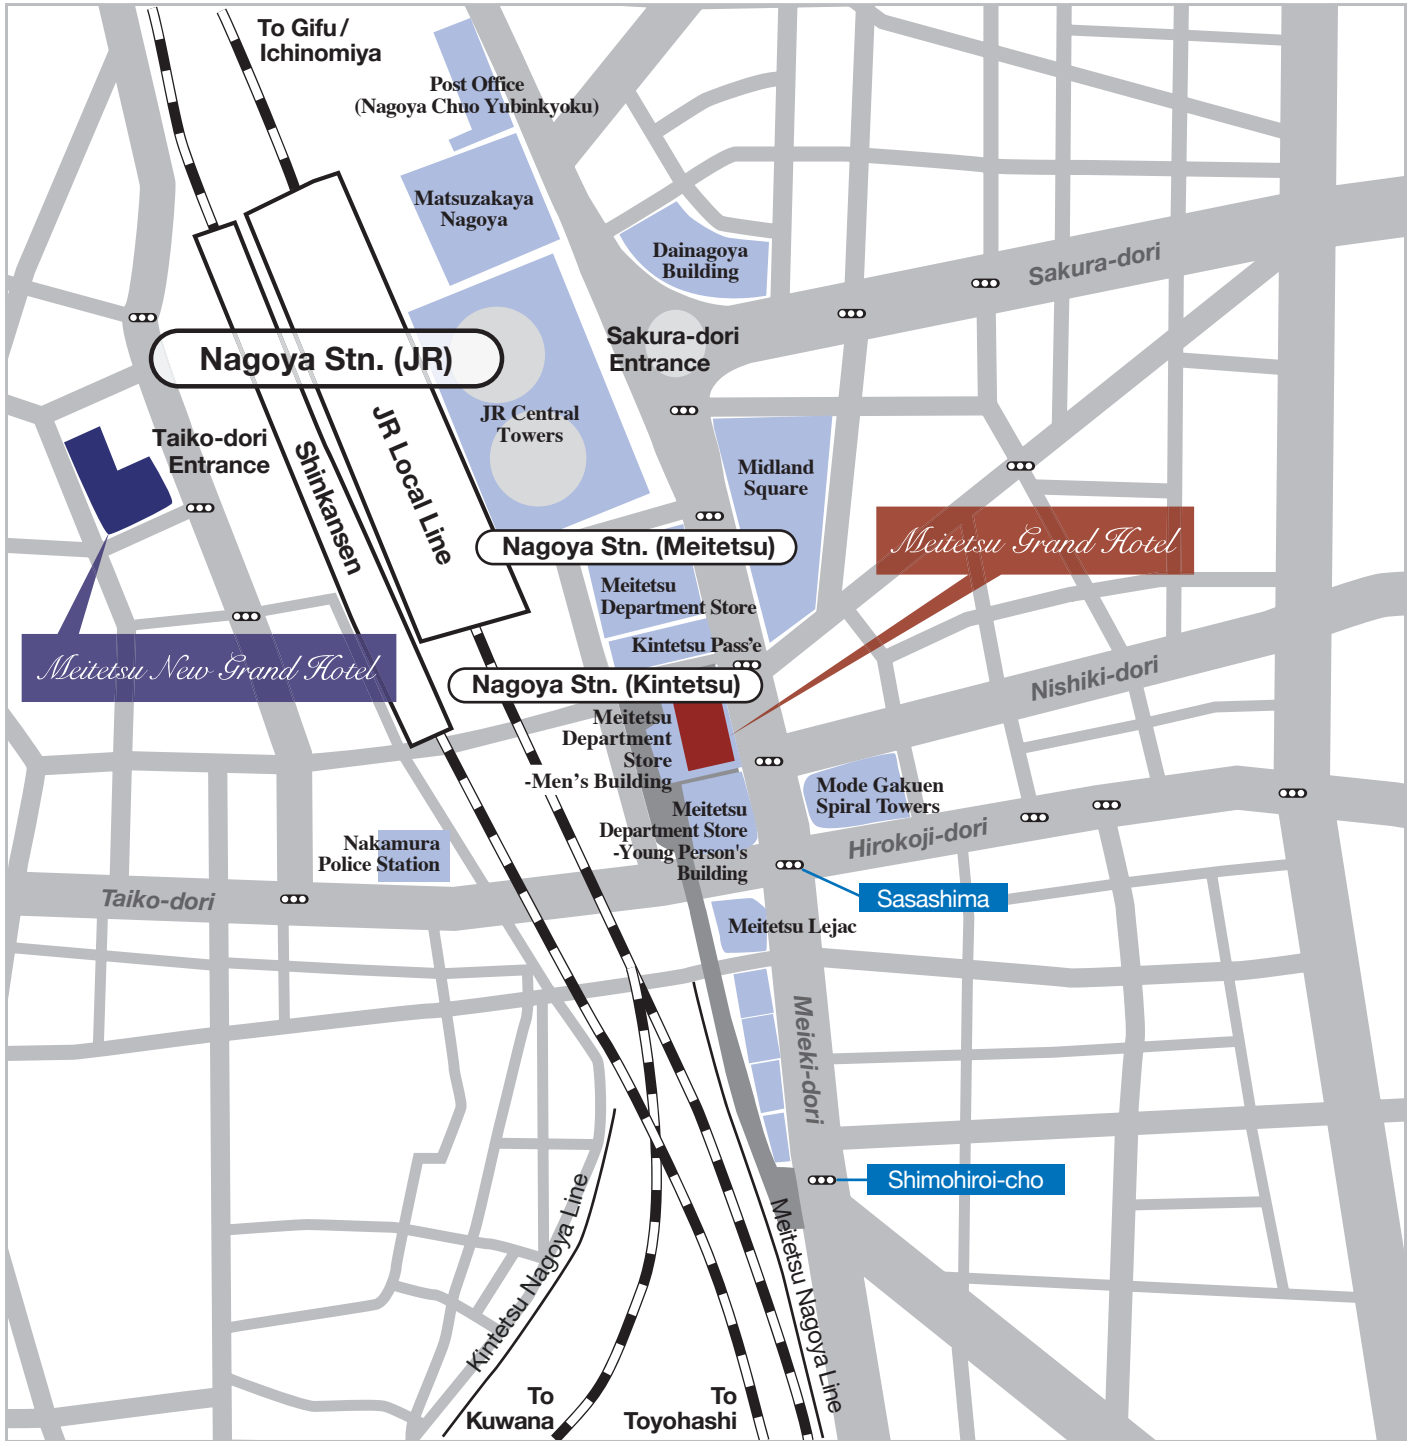 To Gifu /
Ichinomiya
Post Office
(Nagoya Chuo Yubinkyoku)
Matsuzakaya
Nagoya
Dainagoya
Building
Sakura-dori
Nagoya Stn. (JR)
Sakura-dori
Entrance
JR Central
Towers
JR Local Line
Shinkansen
Taiko-dori
Entrance
Midland
Square
Nagoya Stn. (Meitetsu)
Meitetsu Grand Hotel
Meitetsu
Department Store
Kintetsu Pass'e
Meitetsu New Grand Hotel
Nagoya Stn. (Kintetsu)
Nishiki-dori
Meitetsu
Department
Store
-Men's Building
Mode Gakuen
Spiral Towers
Meitetsu
Department Store
-Young Person's
Building
Hirokoji-dori
Nakamura
Police Station
Taiko-dori
Sasashima
Meitetsu Lejac
Meieki-dori
Shimohiroi-cho
Kintetsu Nagoya Line
Meitetsu Nagoya Line
To
Kuwana
To
Toyohashi